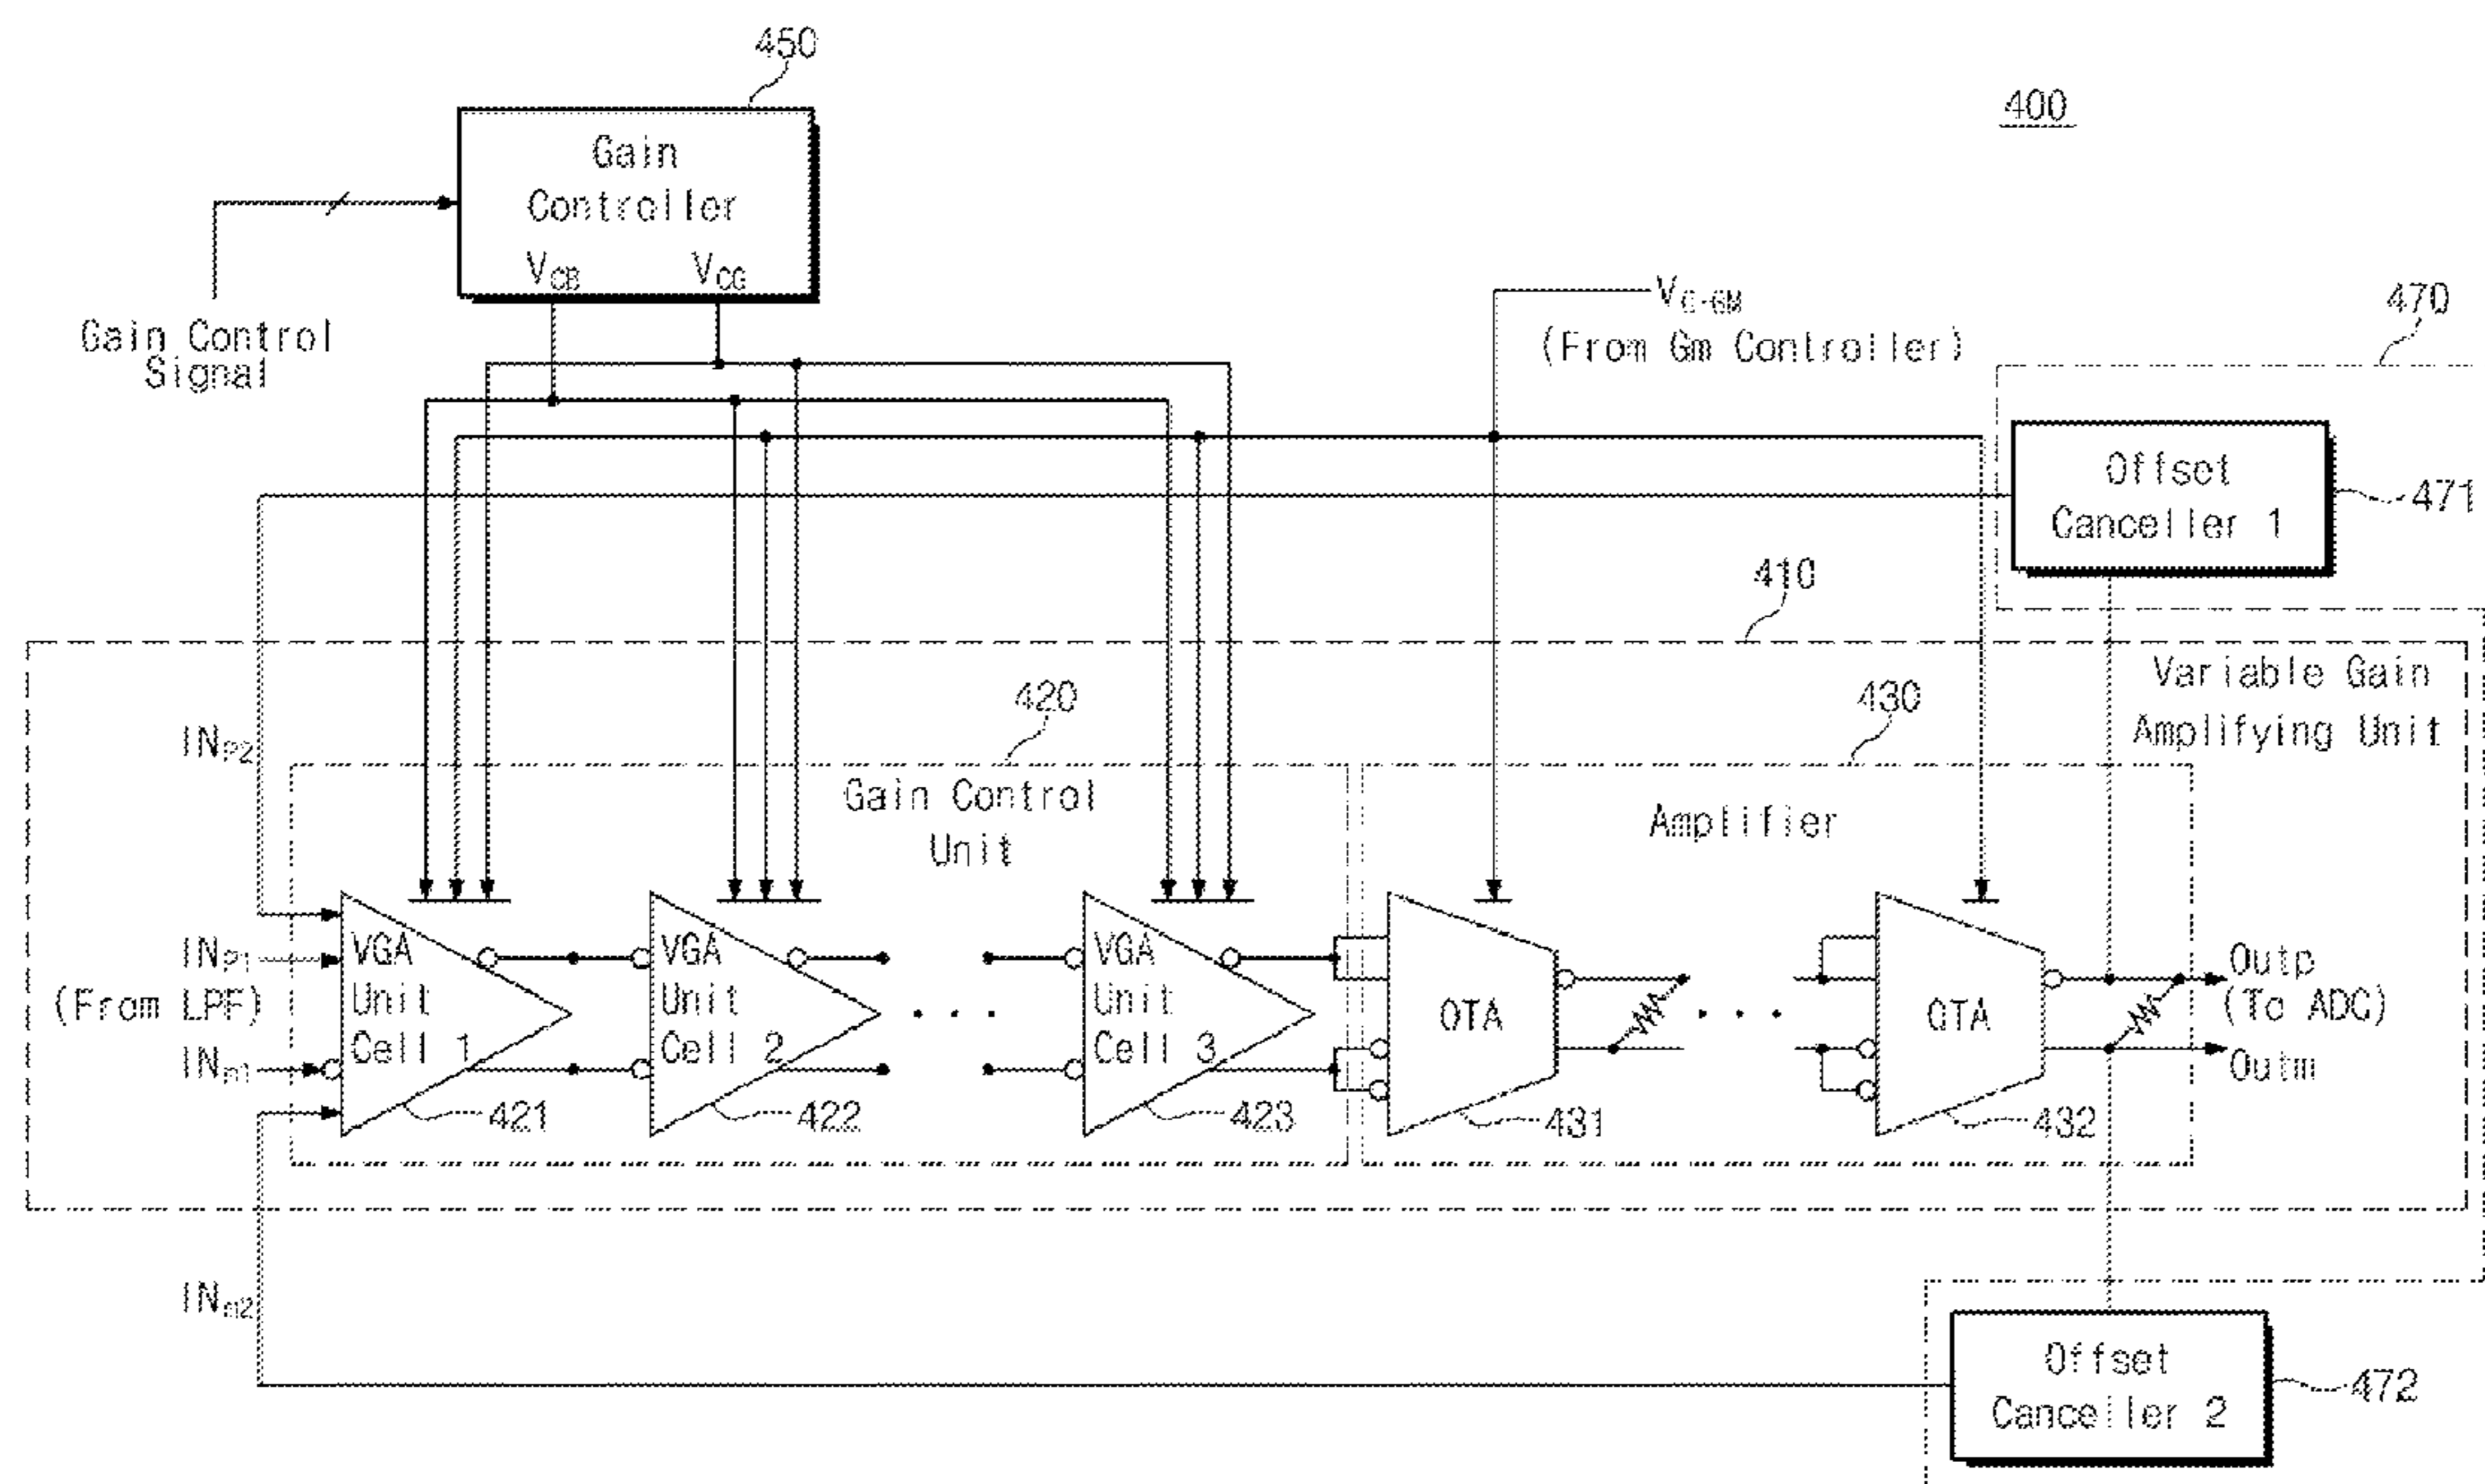 450
400
Gain
Controller
VCB VCG
Gain Control
Signal
VC-GM
(From Gm Controller)
470
Offset
Canceller 1
471
410
Variable Gain
Amplifying Unit
420
430
INP2
Gain Control
Unit
Amplifier
INP1
(From LPF)
INm1
VGA
Unit
Cell 1
VGA
Unit
Cell 2
. . .
VGA
Unit
Cell 3
OTA
. . .
OTA
Outp
(To ADC)
Outm
421
422
423
431
432
INm2
Offset
Canceller 2
472